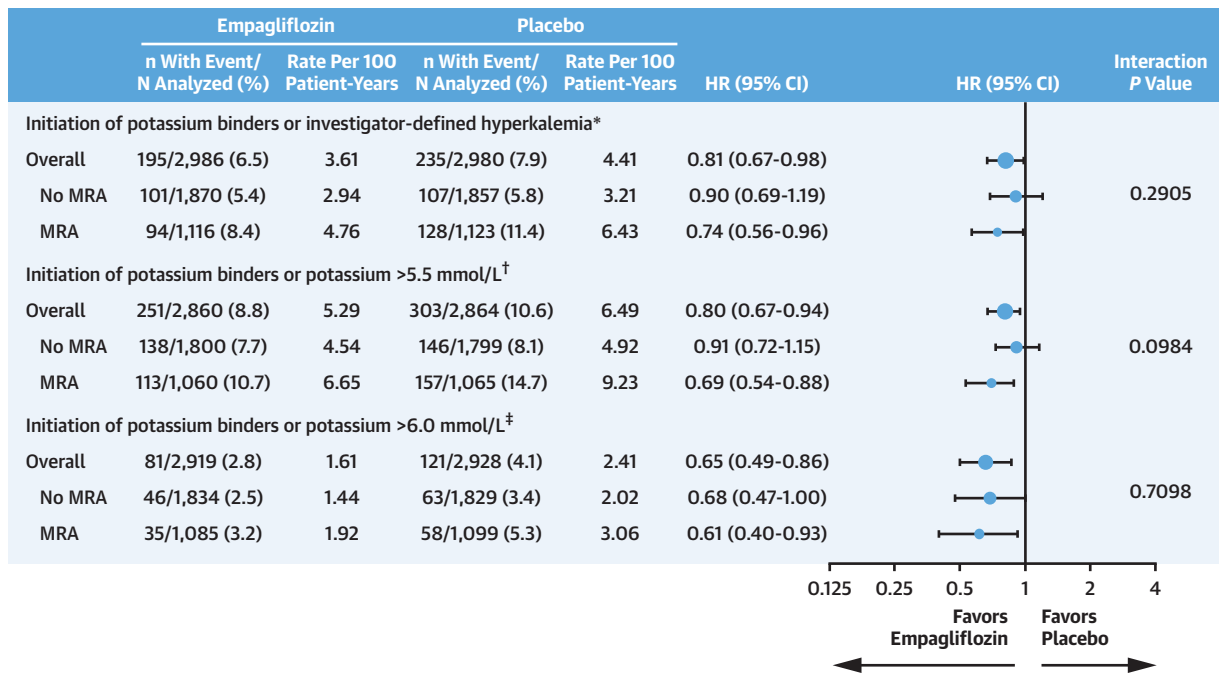 Empagliflozin Placebo
n With Event/ Rate Per 100 n With Event/ Rate Per 100 Interaction
N Analyzed (%) Patient-Years N Analyzed (%) Patient-Years HR (95% CI) HR (95% CI) P Value
Initiation of potassium binders or investigator-defined hyperkalemia*
Overall 195/2,986 (6.5) 3.61 235/2,980 (7.9) 4.41 0.81 (0.67-0.98)
No MRA 101/1,870 (5.4) 2.94 107/1,857 (5.8) 3.21 0.90 (0.69-1.19) 0.2905
MRA 94/1,116 (8.4) 4.76 128/1,123 (11.4) 6.43 0.74 (0.56-0.96)
Initiation of potassium binders or potassium >5.5 mmol/L†
Overall 251/2,860 (8.8) 5.29 303/2,864 (10.6) 6.49 0.80 (0.67-0.94)
No MRA 138/1,800 (7.7) 4.54 146/1,799 (8.1) 4.92 0.91 (0.72-1.15) 0.0984
MRA 113/1,060 (10.7) 6.65 157/1,065 (14.7) 9.23 0.69 (0.54-0.88)
Initiation of potassium binders or potassium >6.0 mmol/L‡
Overall 81/2,919 (2.8) 1.61 121/2,928 (4.1) 2.41 0.65 (0.49-0.86)
No MRA 46/1,834 (2.5) 1.44 63/1,829 (3.4) 2.02 0.68 (0.47-1.00) 0.7098
MRA 35/1,085 (3.2) 1.92 58/1,099 (5.3) 3.06 0.61 (0.40-0.93)
0.125 0.25 0.5 1 2 4
Favors Favors
Empagliflozin Placebo